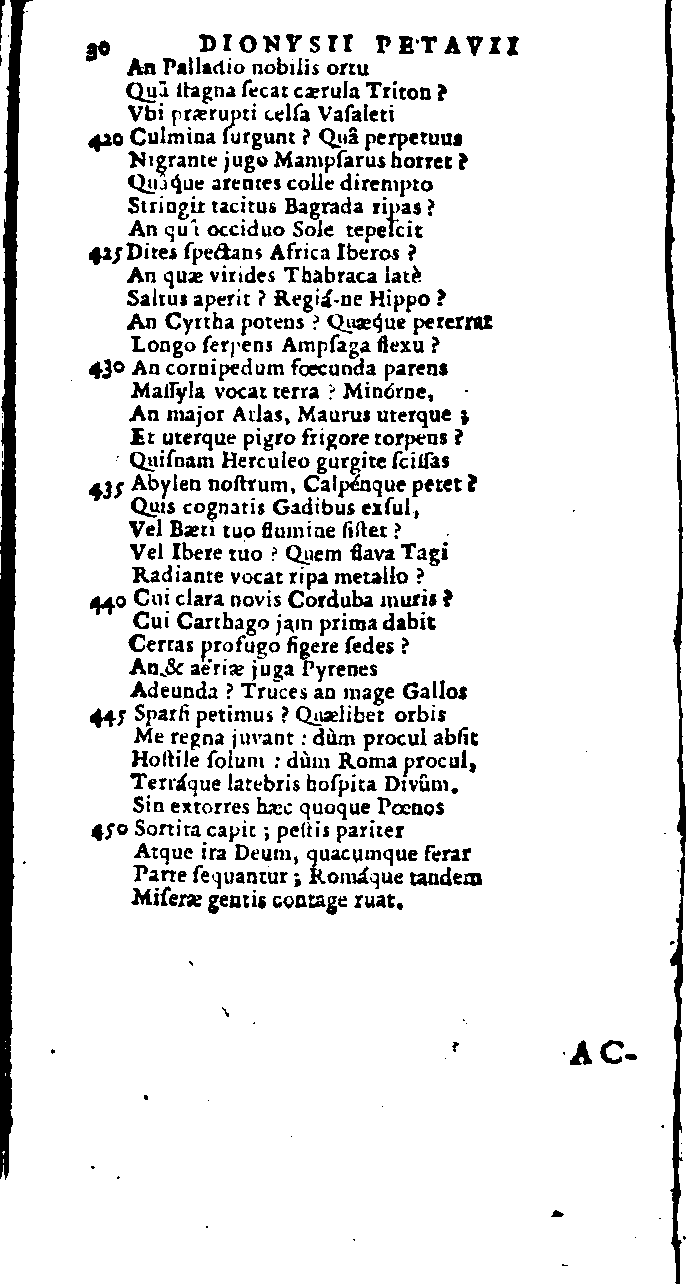 30 DIONYSII PETAVII
An Palladio nobilis ortu
Quâ ſtagna ſecat cærula Triton ?
Vbi prærupti celſa Vaſaleti
420 Culmina ſurgunt ? Quâ perpetuus
Nigrante jugo Mampſarus horret ?
Quâque arentes colle dirempto
Stringit tacitus Bagrada ripas ?
An quî occiduo Sole tepeſcit
425 Dites ſpectans Africa Iberos ?
An quæ virides Thabraca latè
Saltus aperit ? Regiá-ne Hippo ?
An Cyrtha potens ? Quæque pererrat
Longo ſerpens Ampſaga flexu ?
430 An cornipedum fœcunda parens
Maſſyla vocat terra ? Minórne,
An major Atlas, Maurus uterque ;
Et uterque pigro frigore torpens ?
Quiſnam Herculeo gurgite ſciſſas
435 Abylen noſtrum, Calpénque petet ?
Quis cognatis Gadibus exſul,
Vel Bæti tuo flumine ſiſtet ?
Vel Ibere tuo ? Quem flava Tagi
Radiante vocat ripa metallo ?
440 Cui clara novis Corduba muris ?
Cui Carthago jam prima dabit
Certas profugo figere ſedes ?
An & aëriæ juga Pyrenes
Adeunda ? Truces an mage Gallos
445 Sparſi petimus ? Quælibet orbis
Me regna juvant : dùm procul abſit
Hoſtile ſolum : dùm Roma procul,
Terráque latebris hoſpita Divûm.
Sin extorres hæc quoque Pœnos
450 Sortita capit ; peſtis pariter
Atque ira Deum, quacumque ferar
Parte ſequantur ; Romáque tandem
Miſeræ gentis contage ruat.
AC-